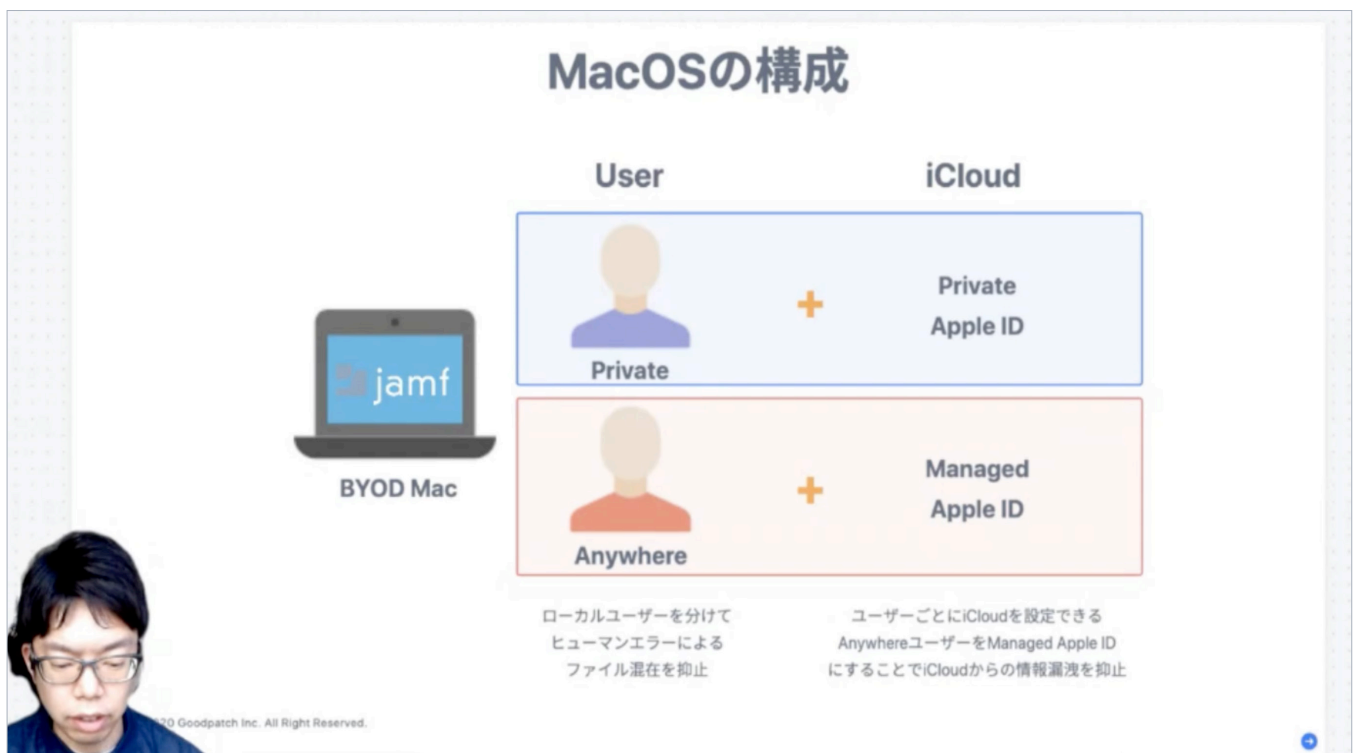 MacOSの構成
User
iCloud
Private
Apple ID
Private
jamf
BYOD Mac
Managed
Apple ID
Anywhere
ローカルユーザーを分けて
ヒューマンエラーによる
ファイル混在を抑止
ユーザーごとにiCloudを設定できる
AnywhereユーザーをManaged Apple ID
にすることでiCloudからの情報漏洩を抑止
20 Goodpatch Inc. All Right Reserved.